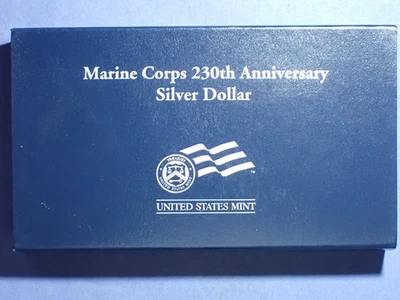 Marine Corps 230th Anniversary
Silver Dollar
UNITED STATES MINT